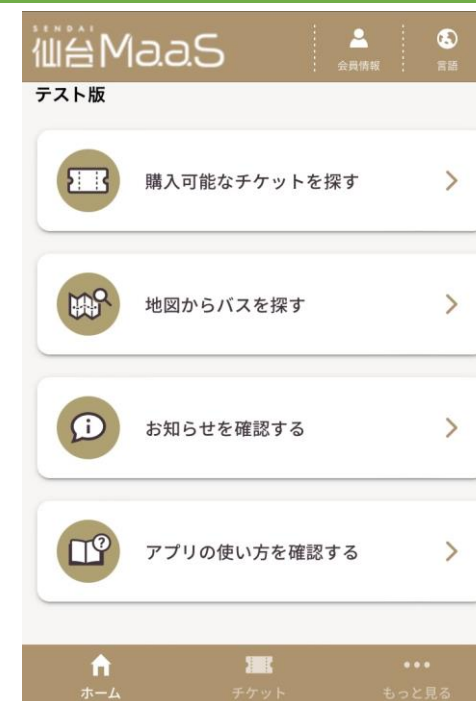 SENDAI
仙台MaaS
会員情報
言語
テスト版
購入可能なチケットを探す
地図からバスを探す
お知らせを確認する
アプリの使い方を確認する
ホーム
チケット
もっと見る